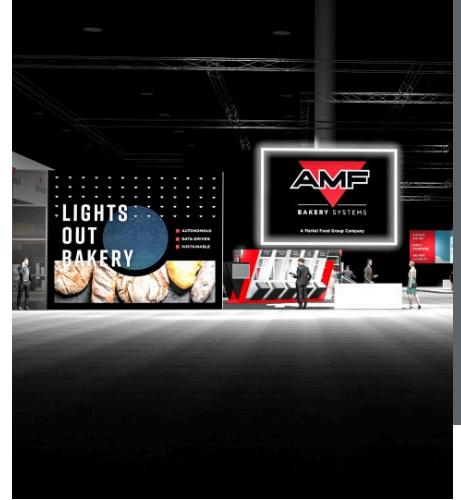 LIGHTS
OUT
BAKERY
AUTONOMOUS
DATA-DRIVEN
SUSTAINABLE
AMF
BAKERY SYSTEMS
A Markel Food Group Company